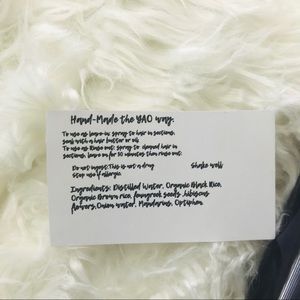 Hand-Made the YAO way.
To use as leave-in: spray to hair in sections,
seal with a hair butter or oil
To use as Rinse out: spray to cleaned hair in
sections, leave on for 30 minutes then rinse out.
Do not ingest.This is not a drug
Shake well
stop use if allergic
Ingredients: Distilled Water, Organic Black Rice,
Organic Brown rice, fenugreek seeds, hibiscus
flowers, Onion water, Mandarins, Optiphen